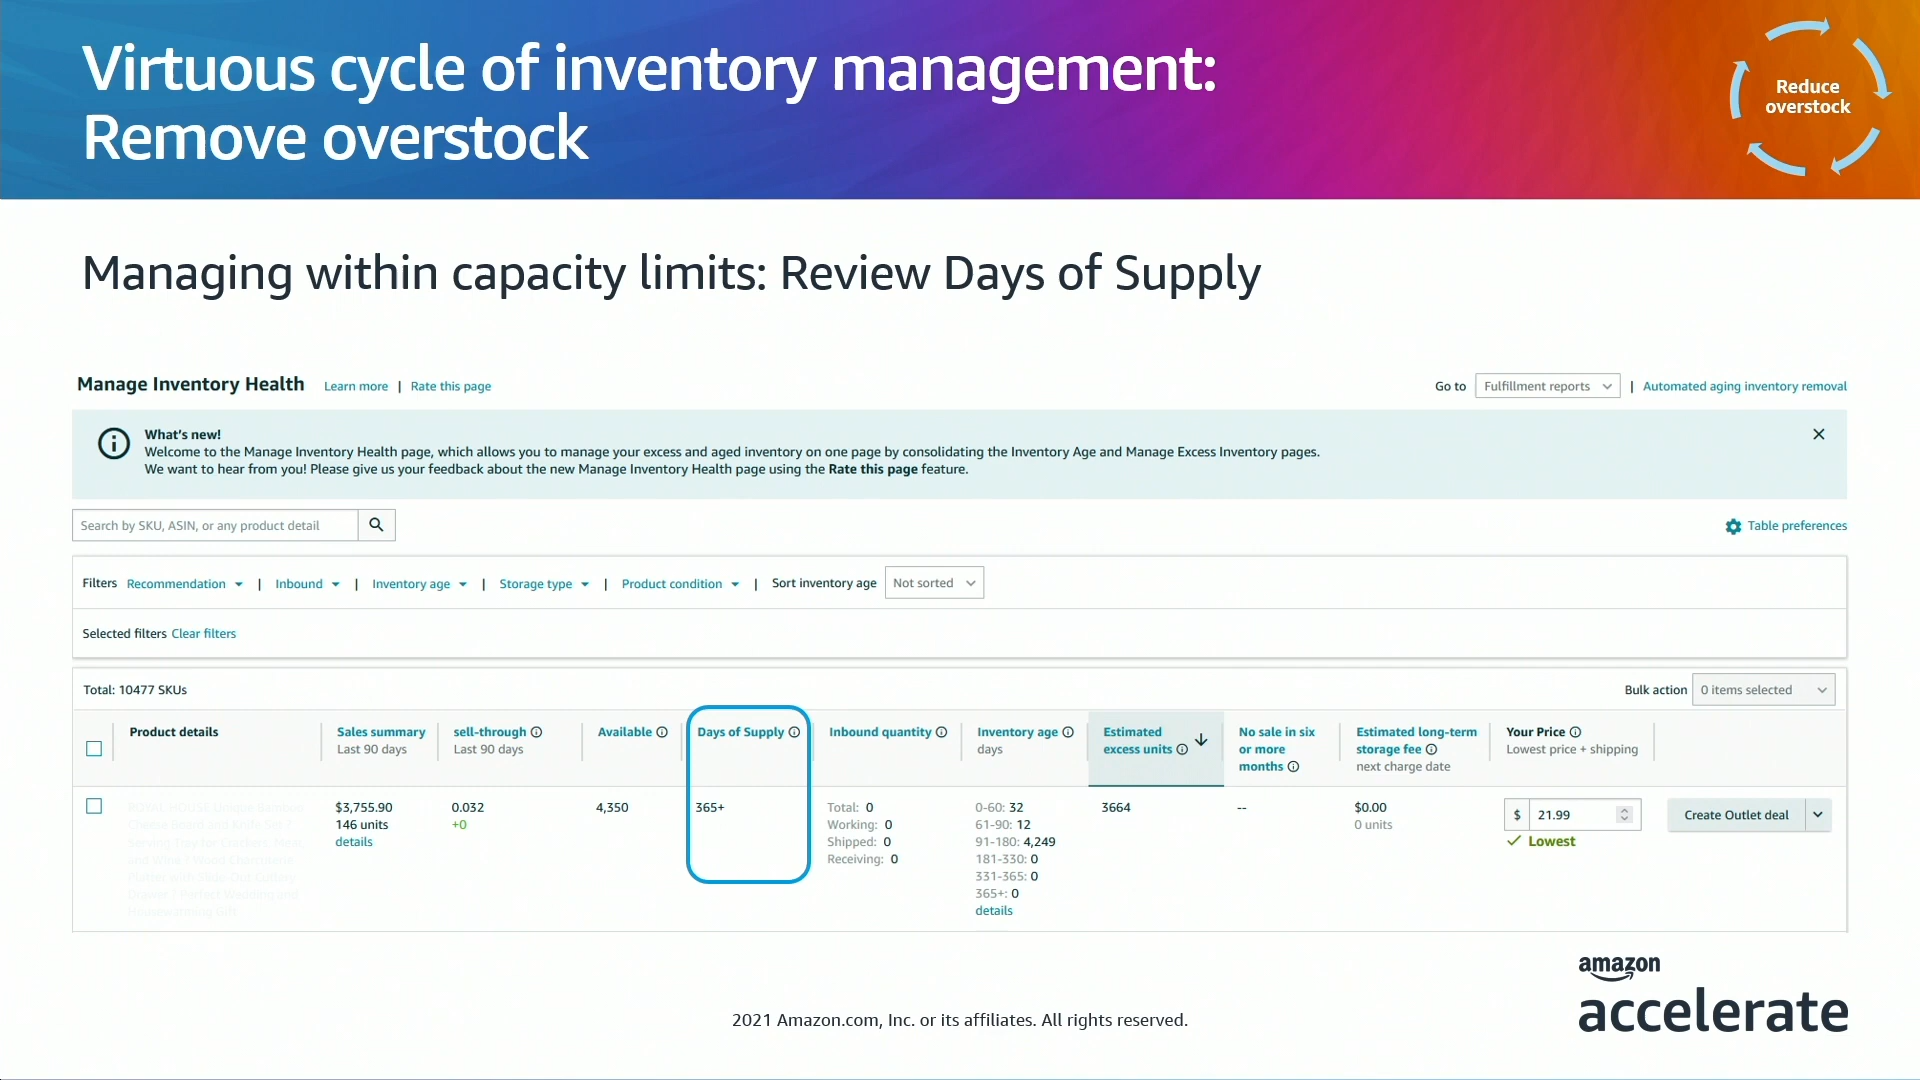 Virtuous cycle of inventory management:
Remove overstock
Reduce
overstock
Managing within capacity limits: Review Days of Supply
Manage Inventory Health Learn more | Rate this page
Go to Fulfillment reports | Automated aging inventory removal
What's new!
Welcome to the Manage Inventory Health page, which allows you to manage your excess and aged inventory on one page by consolidating the Inventory Age and Manage Excess Inventory pages.
We want to hear from you! Please give us your feedback about the new Manage Inventory Health page using the Rate this page feature.
Search by SKU, ASIN, or any product detail
Table preferences
Filters Recommendation | Inbound | Inventory age | Storage type | Product condition | Sort inventory age Not sorted
Selected filters Clear filters
Total: 10477 SKUs
Bulk action 0 items selected
Product details
Sales summary
Last 90 days
sell-through
Last 90 days
Available
Days of Supply
Inbound quantity
Inventory age
days
Estimated
excess units
No sale in six
or more
months
Estimated long-term
storage fee
next charge date
Your Price
Lowest price + shipping
$3,755.90
146 units
details
0.032
+0
4,350
365+
Total: 0
Working: 0
Shipped: 0
Receiving: 0
0-60: 32
61-90: 12
91-180: 4,249
181-330: 0
331-365: 0
365+: 0
details
3664
--
$0.00
0 units
$ 21.99
Lowest
Create Outlet deal
amazon
accelerate
2021 Amazon.com, Inc. or its affiliates. All rights reserved.